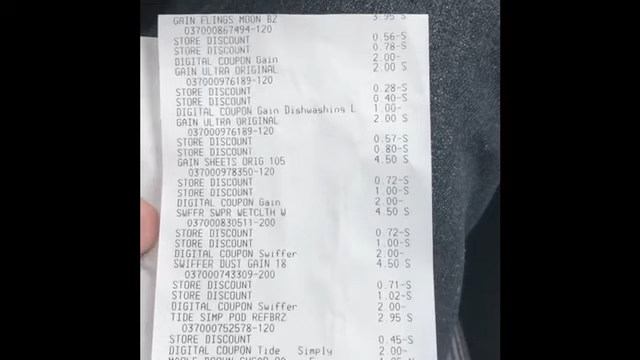 GAIN FLINGS MOON BZ 3.95 S
037000867494-120
STORE DISCOUNT 0.56-S
STORE DISCOUNT 0.78-S
DIGITAL COUPON Gain 2.00-
GAIN ULTRA ORIGINAL 2.00 S
037000976189-120
STORE DISCOUNT 0.28-S
STORE DISCOUNT 0.40-S
DIGITAL COUPON Gain Dishwashing L 1.00-
GAIN ULTRA ORIGINAL 2.00 S
037000976189-120
STORE DISCOUNT 0.57-S
STORE DISCOUNT 0.80-S
GAIN SHEETS ORIG 105 4.50 S
037000978350-120
STORE DISCOUNT 0.72-S
STORE DISCOUNT 1.00-S
DIGITAL COUPON Gain 2.00-
SWFFR SWPR WETCLTH W 4.50 S
037000830511-200
STORE DISCOUNT 0.72-S
STORE DISCOUNT 1.00-S
DIGITAL COUPON Swiffer 2.00-
SWIFFER DUST GAIN 18 4.50 S
037000743309-200
STORE DISCOUNT 0.71-S
STORE DISCOUNT 1.02-S
DIGITAL COUPON Swiffer 2.00-
TIDE SIMP POD REFBRZ 2.95 S
037000752578-120
STORE DISCOUNT 0.45-S
DIGITAL COUPON Tide Simply 2.00-